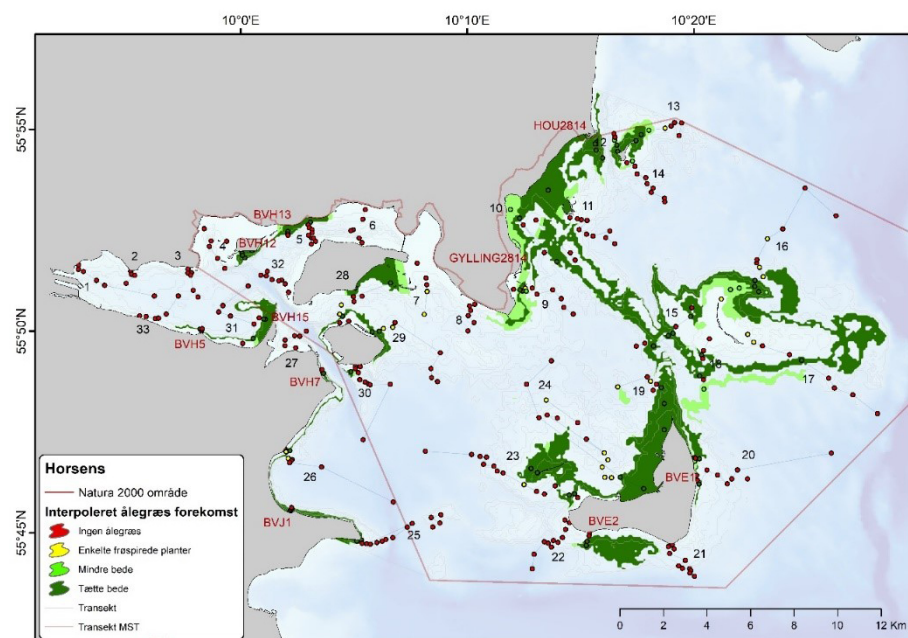 10°0'E 10°10'E 10°20'E
55°55'N
55°50'N
55°45'N
HOU2814
13
12
14
10
11
BVH13
6
5
BVH12
4
GYLLING2814
16
2
3
32
28
1
7
9
8
15
BVH15
31
33
29
BVH5
27
18
BVH7
30
19
17
24
23
20
26
BVE1
BVJ1
25
BVE2
22
21
Horsens
Natura 2000 område
Interpoleret ålegræs forekomst
Ingen ålegræs
Enkelte frøspirede planter
Mindre bede
Tætte bede
Transekt
Transekt MST
0 2 4 6 8 10 12 Km